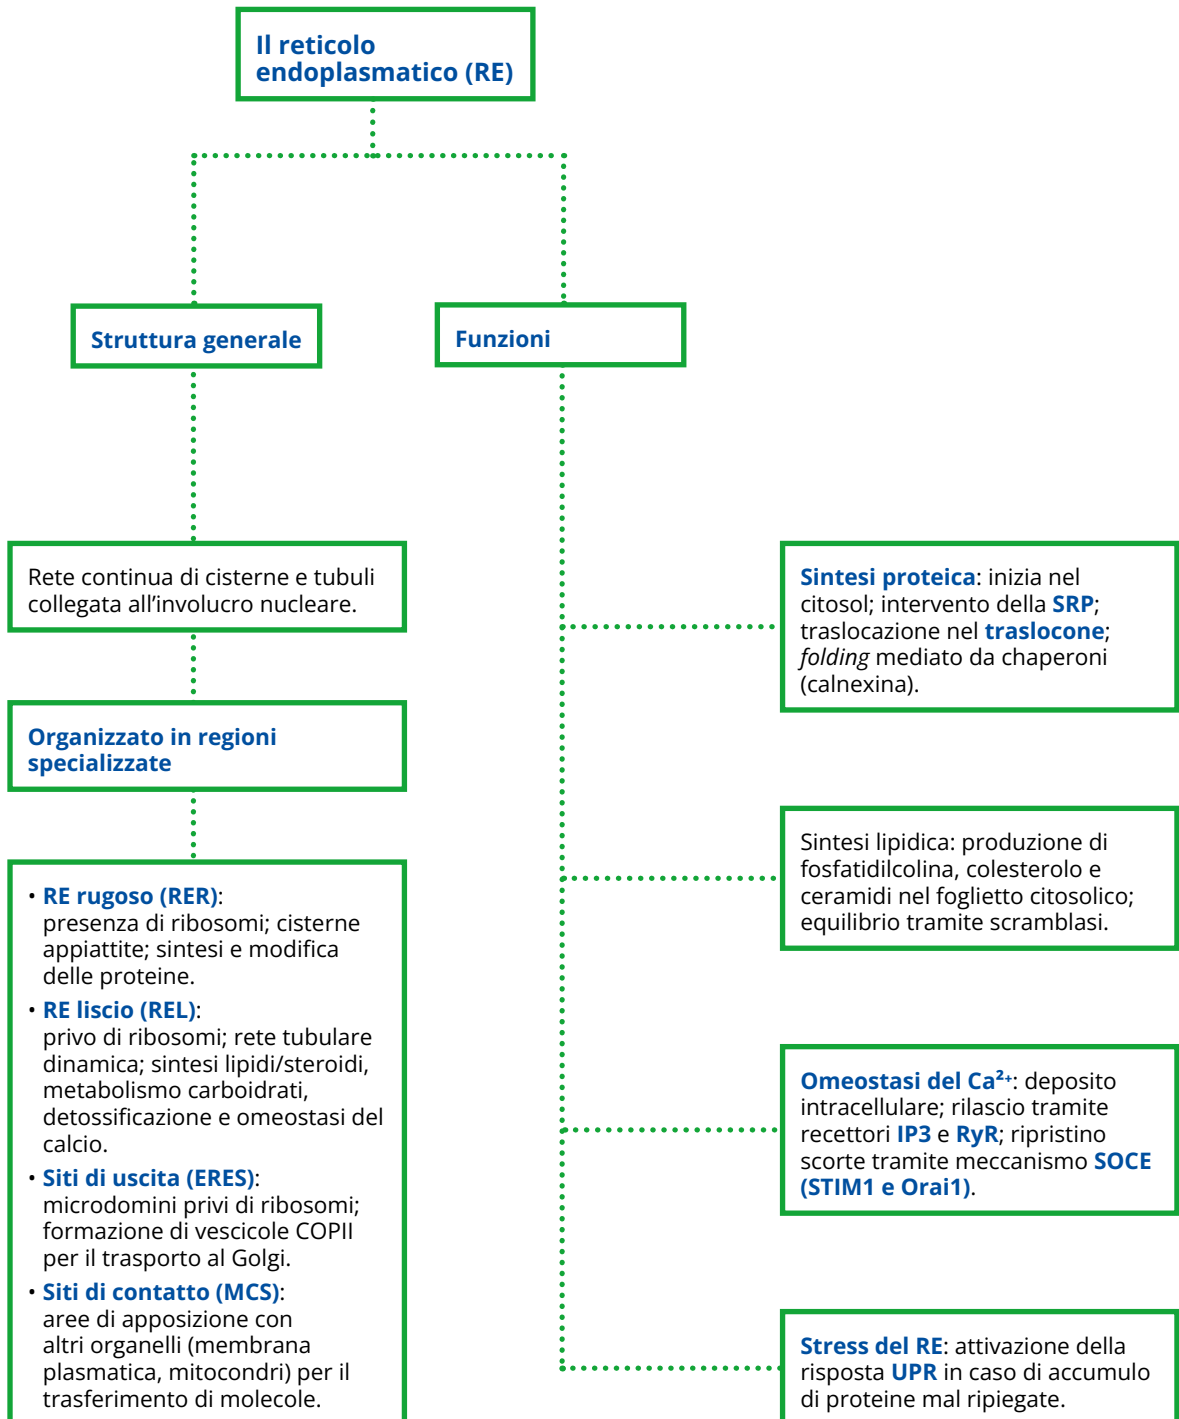 Il reticolo
endoplasmatico (RE)
Struttura generale
Funzioni
Rete continua di cisterne e tubuli
collegata all’involucro nucleare.
Organizzato in regioni
specializzate
• RE rugoso (RER):
presenza di ribosomi; cisterne
appiattite; sintesi e modifica
delle proteine.
• RE liscio (REL):
privo di ribosomi; rete tubulare
dinamica; sintesi lipidi/steroidi,
metabolismo carboidrati,
detossificazione e omeostasi del
calcio.
• Siti di uscita (ERES):
microdomini privi di ribosomi;
formazione di vescicole COPII
per il trasporto al Golgi.
• Siti di contatto (MCS):
aree di apposizione con
altri organelli (membrana
plasmatica, mitocondri) per il
trasferimento di molecole.
Sintesi proteica: inizia nel
citosol; intervento della SRP;
traslocazione nel traslocone;
folding mediato da chaperoni
(calnexina).
Sintesi lipidica: produzione di
fosfatidilcolina, colesterolo e
ceramidi nel foglietto citosolico;
equilibrio tramite scramblasi.
Omeostasi del Ca²⁺: deposito
intracellulare; rilascio tramite
recettori IP3 e RyR; ripristino
scorte tramite meccanismo SOCE
(STIM1 e Orai1).
Stress del RE: attivazione della
risposta UPR in caso di accumulo
di proteine mal ripiegate.